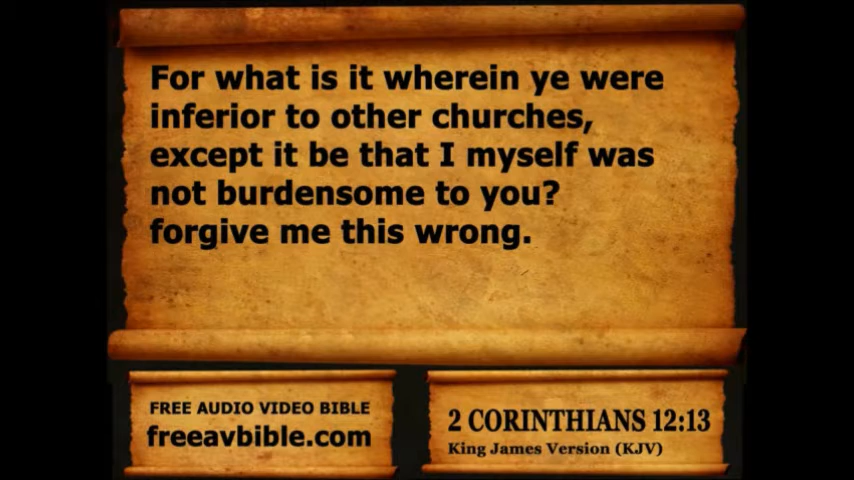 For what is it wherein ye were
inferior to other churches,
except it be that I myself was
not burdensome to you?
forgive me this wrong.
FREE AUDIO VIDEO BIBLE
freeavbible.com
2 CORINTHIANS 12:13
King James Version (KJV)